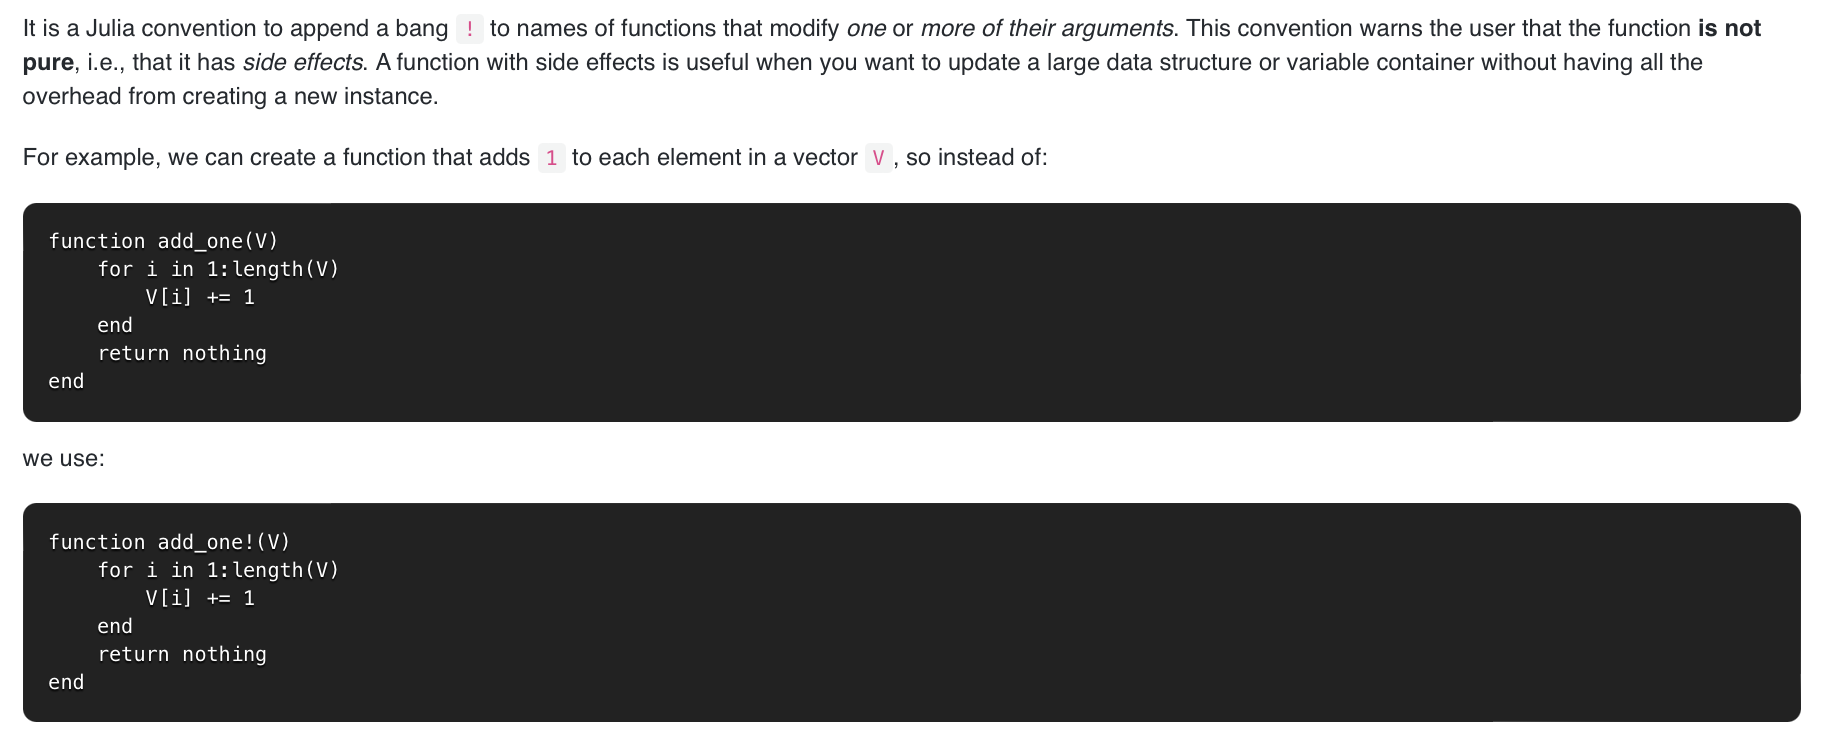 It is a Julia convention to append a bang ! to names of functions that modify one or more of their arguments. This convention warns the user that the function is not
pure, i.e., that it has side effects. A function with side effects is useful when you want to update a large data structure or variable container without having all the
overhead from creating a new instance.
For example, we can create a function that adds 1 to each element in a vector V, so instead of:
function add_one(V)
    for i in 1:length(V)
        V[i] += 1
    end
    return nothing
end
we use:
function add_one!(V)
    for i in 1:length(V)
        V[i] += 1
    end
    return nothing
end